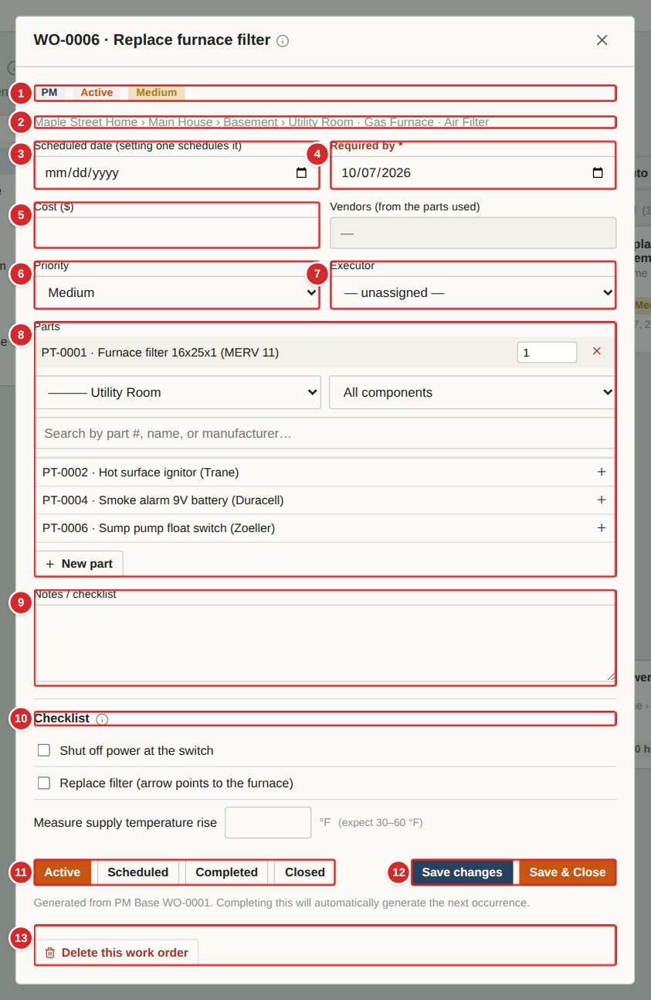 WO-0006 · Replace furnace filter
1 PM Active Medium
2 Maple Street Home › Main House › Basement › Utility Room · Gas Furnace · Air Filter
3 Scheduled date (setting one schedules it) 4 Required by *
mm/dd/yyyy 10/07/2026
5 Cost ($) Vendors (from the parts used)
—
6 Priority 7 Executor
Medium — unassigned —
8 Parts
PT-0001 · Furnace filter 16x25x1 (MERV 11) 1
——— Utility Room All components
Search by part #, name, or manufacturer…
PT-0002 · Hot surface ignitor (Trane) +
PT-0004 · Smoke alarm 9V battery (Duracell) +
PT-0006 · Sump pump float switch (Zoeller) +
+ New part
9 Notes / checklist
10 Checklist
Shut off power at the switch
Replace filter (arrow points to the furnace)
Measure supply temperature rise °F (expect 30–60 °F)
11 Active Scheduled Completed Closed 12 Save changes Save & Close
Generated from PM Base WO-0001. Completing this will automatically generate the next occurrence.
13 Delete this work order